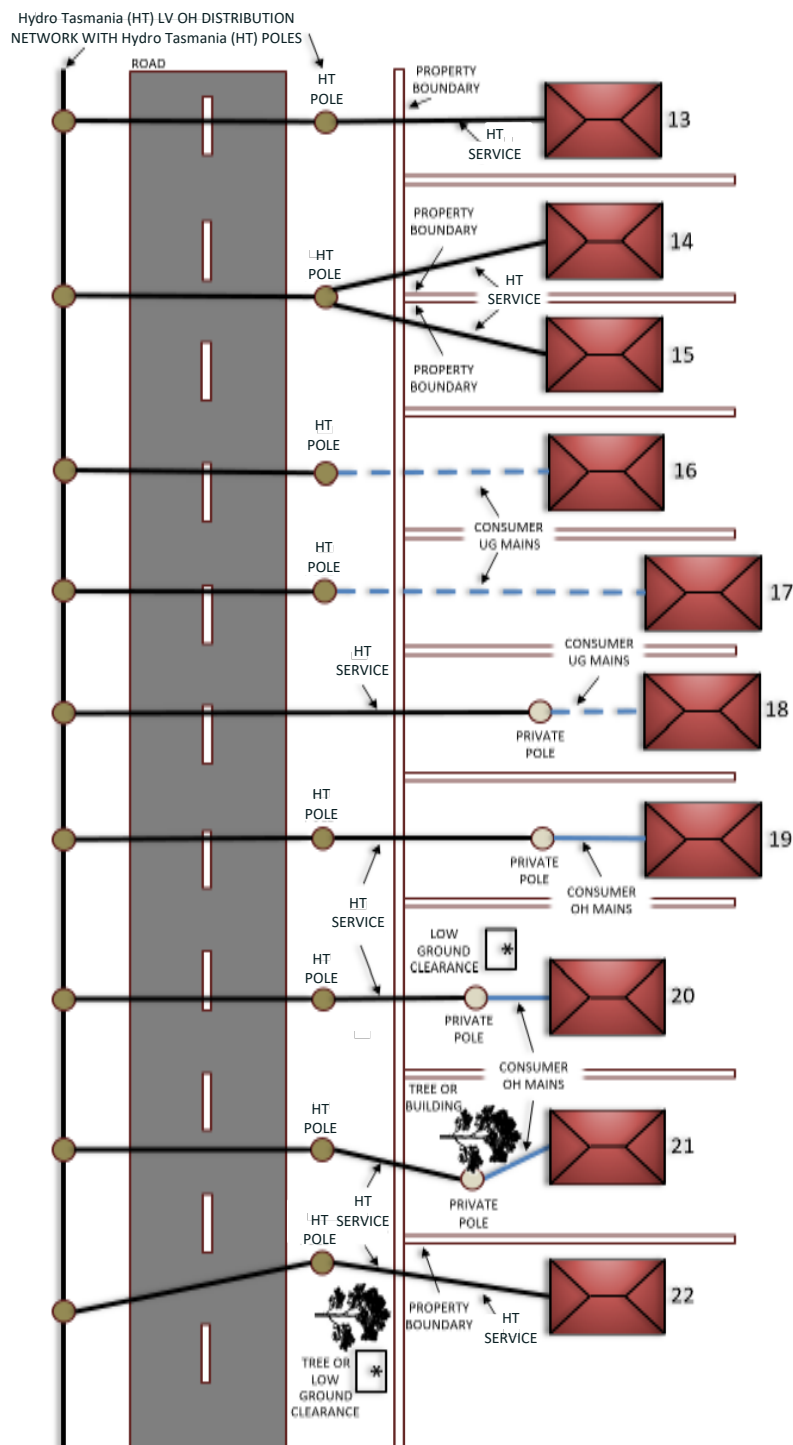 Hydro Tasmania (HT) LV OH DISTRIBUTION
NETWORK WITH Hydro Tasmania (HT) POLES
ROAD
HT
POLE
PROPERTY
BOUNDARY
HT
SERVICE
13
PROPERTY
BOUNDARY
14
HT
POLE
HT
SERVICE
15
PROPERTY
BOUNDARY
HT
POLE
16
CONSUMER
UG MAINS
HT
POLE
17
HT
SERVICE
CONSUMER
UG MAINS
18
PRIVATE
POLE
HT
POLE
19
PRIVATE
POLE
CONSUMER
OH MAINS
HT
SERVICE
LOW
GROUND
CLEARANCE
*
HT
POLE
20
PRIVATE
POLE
CONSUMER
OH MAINS
TREE OR
BUILDING
HT
POLE
21
PRIVATE
POLE
HT
SERVICE
HT
POLE
22
PROPERTY
BOUNDARY
HT
SERVICE
TREE OR
LOW
GROUND
CLEARANCE
*